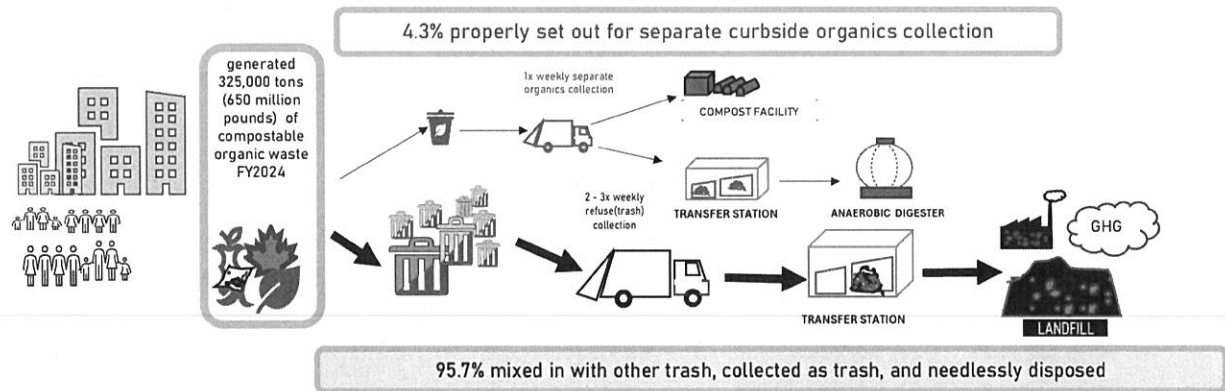 4.3% properly set out for separate curbside organics collection
generated
325,000 tons
(650 million
pounds) of
compostable
organic waste
FY2024
1x weekly separate
organics collection
COMPOST FACILITY
TRANSFER STATION
ANAEROBIC DIGESTER
2 - 3x weekly
refuse(trash)
collection
TRANSFER STATION
GHG
LANDFILL
95.7% mixed in with other trash, collected as trash, and needlessly disposed